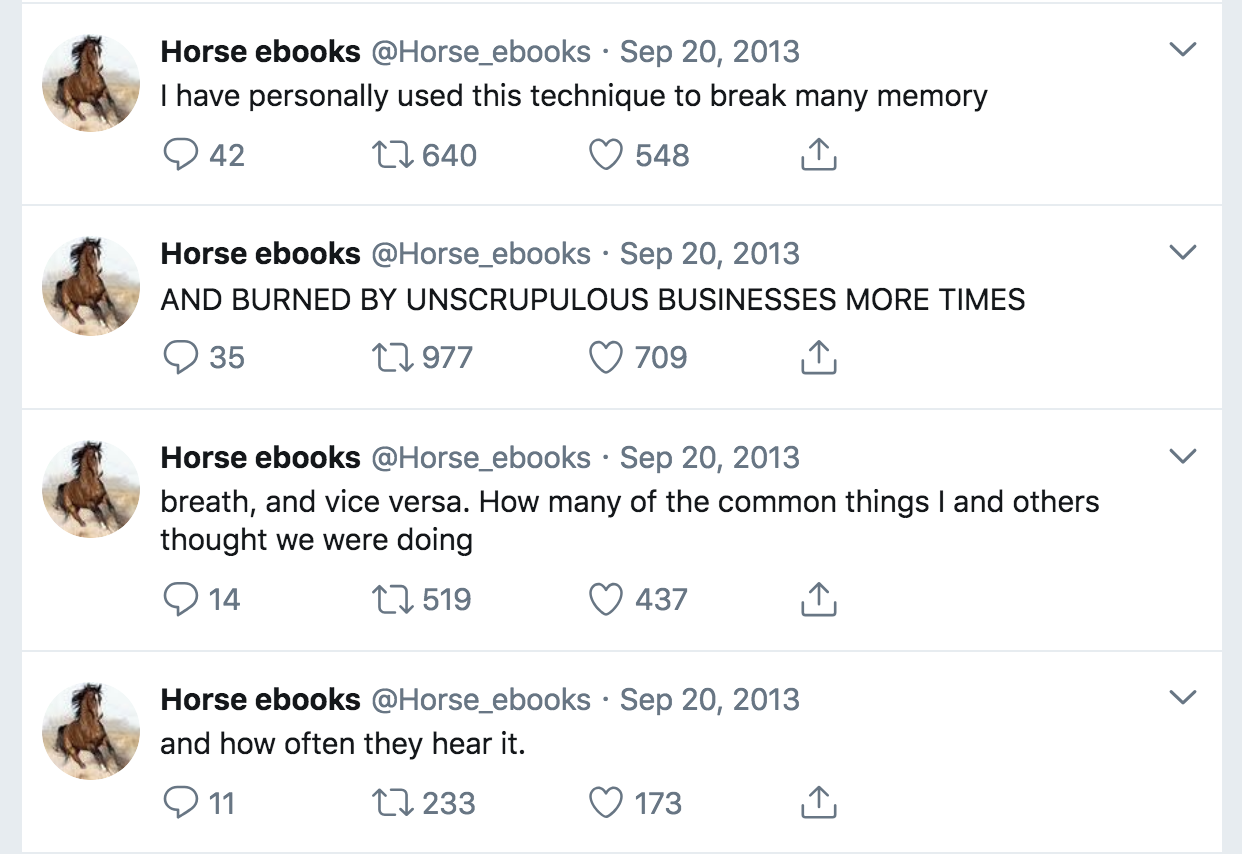 Horse ebooks @Horse_ebooks · Sep 20, 2013
I have personally used this technique to break many memory
42 640 548
Horse ebooks @Horse_ebooks · Sep 20, 2013
AND BURNED BY UNSCRUPULOUS BUSINESSES MORE TIMES
35 977 709
Horse ebooks @Horse_ebooks · Sep 20, 2013
breath, and vice versa. How many of the common things I and others
thought we were doing
14 519 437
Horse ebooks @Horse_ebooks · Sep 20, 2013
and how often they hear it.
11 233 173